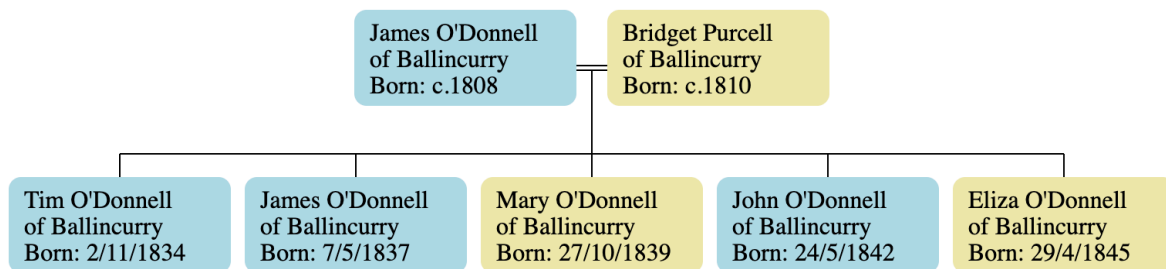 James O'Donnell
of Ballincurry
Born: c.1808
Bridget Purcell
of Ballincurry
Born: c.1810
Tim O'Donnell
of Ballincurry
Born: 2/11/1834
James O'Donnell
of Ballincurry
Born: 7/5/1837
Mary O'Donnell
of Ballincurry
Born: 27/10/1839
John O'Donnell
of Ballincurry
Born: 24/5/1842
Eliza O'Donnell
of Ballincurry
Born: 29/4/1845